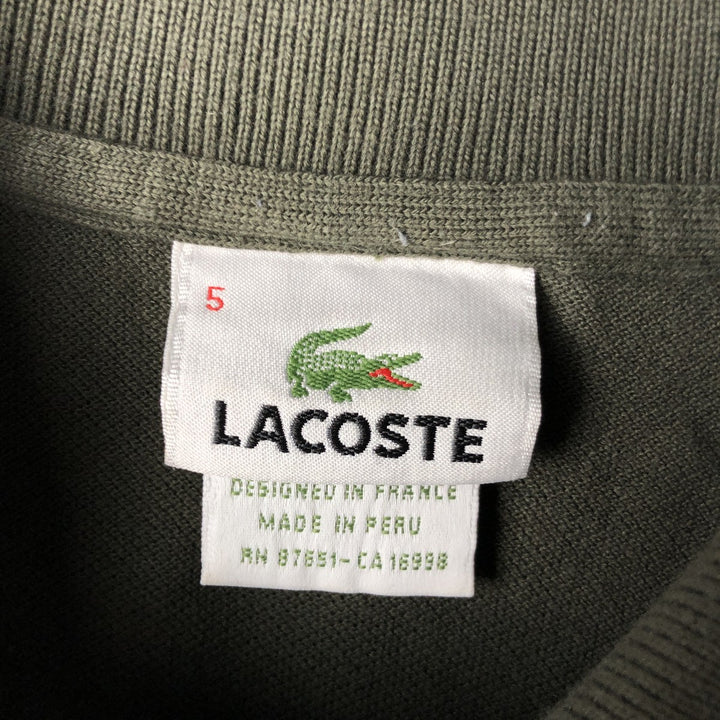 5
LACOSTE
DESIGNED IN FRANCE
MADE IN PERU
RN 87651-CA 16998